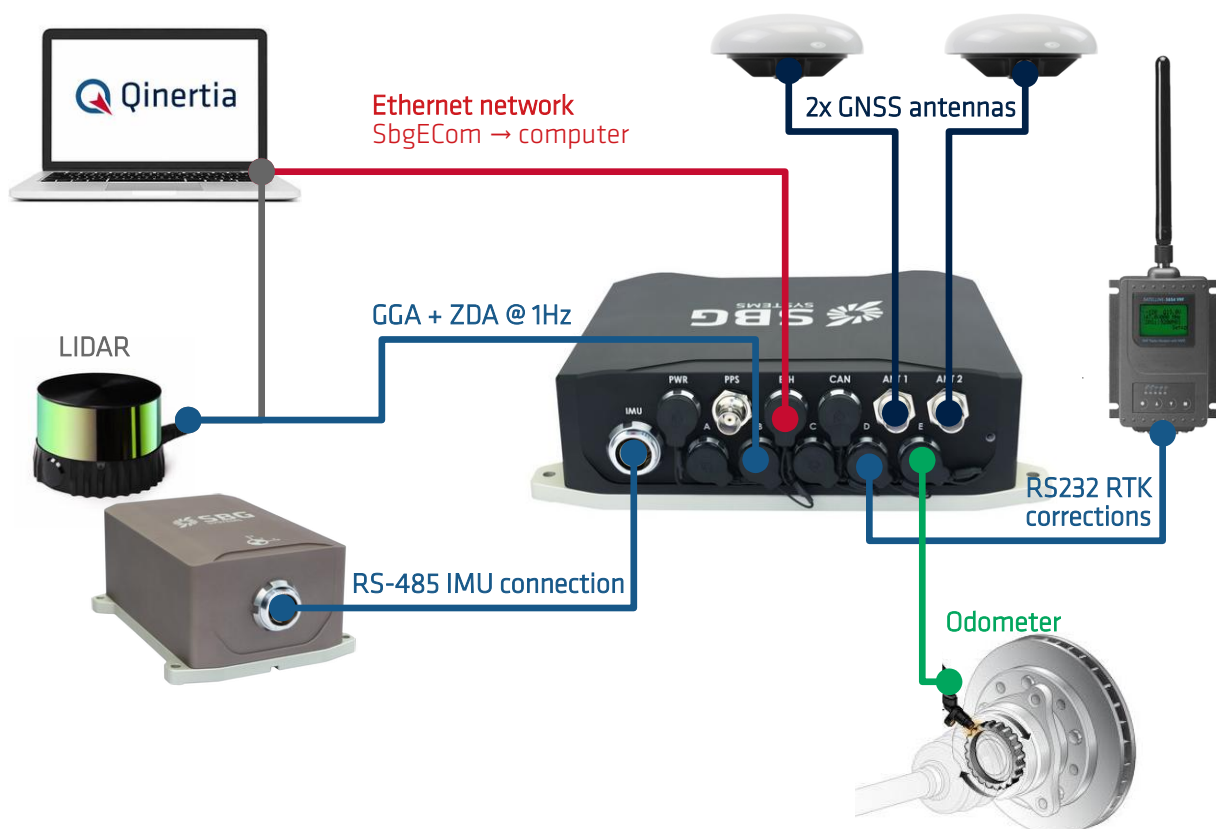 Qinertia
Ethernet network
SbgECom → computer
2x GNSS antennas
GGA + ZDA @ 1Hz
LIDAR
SBG
SYSTEMS
PWR
PPS
ETH
CAN
ANT 1
ANT 2
IMU
A
B
C
D
E
RS232 RTK
corrections
SBG
RS-485 IMU connection
Odometer